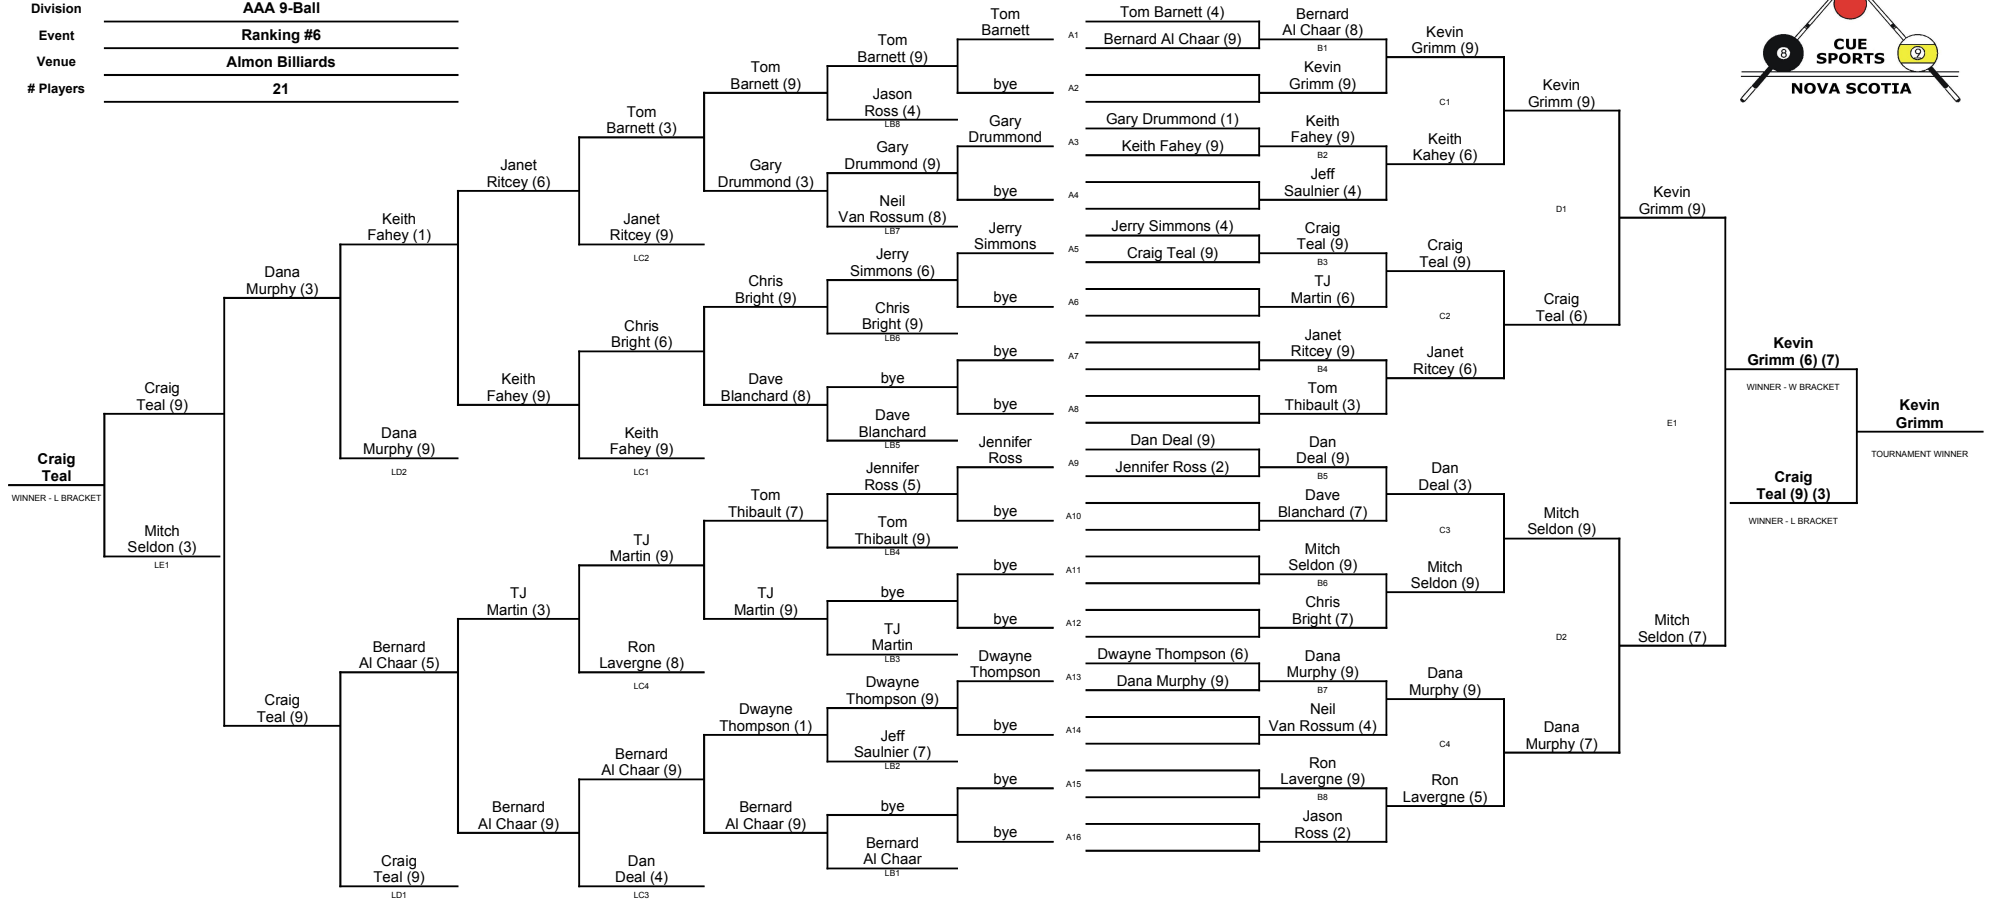 Division AAA 9-Ball
Event Ranking #6
Venue Almon Billiards
# Players 21
8
9
CUE
SPORTS
NOVA SCOTIA
Craig
Teal
WINNER - L BRACKET
Craig
Teal (9)
Mitch
Seldon (3)
LE1
Dana
Murphy (3)
Craig
Teal (9)
Keith
Fahey (1)
Dana
Murphy (9)
LD2
Bernard
Al Chaar (5)
Craig
Teal (9)
LD1
Janet
Ritcey (6)
Keith
Fahey (9)
TJ
Martin (3)
Bernard
Al Chaar (9)
Tom
Barnett (3)
Janet
Ritcey (9)
LC2
Chris
Bright (6)
Keith
Fahey (9)
LC1
TJ
Martin (9)
Ron
Lavergne (8)
LC4
Bernard
Al Chaar (9)
Dan
Deal (4)
LC3
Tom
Barnett (9)
Gary
Drummond (3)
Chris
Bright (9)
Dave
Blanchard (8)
Tom
Thibault (7)
TJ
Martin (9)
Dwayne
Thompson (1)
Bernard
Al Chaar (9)
Tom
Barnett (9)
Jason
Ross (4)
LB8
Gary
Drummond (9)
Neil
Van Rossum (8)
LB7
Jerry
Simmons (6)
Chris
Bright (9)
LB6
bye
Dave
Blanchard
LB5
Jennifer
Ross (5)
Tom
Thibault (9)
LB4
bye
TJ
Martin
LB3
Dwayne
Thompson (9)
Jeff
Saulnier (7)
LB2
bye
Bernard
Al Chaar
LB1
Tom
Barnett
bye
Gary
Drummond
bye
Jerry
Simmons
bye
bye
bye
Jennifer
Ross
bye
bye
bye
Dwayne
Thompson
bye
bye
bye
A1
A2
A3
A4
A5
A6
A7
A8
A9
A10
A11
A12
A13
A14
A15
A16
Tom Barnett (4)
Bernard Al Chaar (9)
Gary Drummond (1)
Keith Fahey (9)
Jerry Simmons (4)
Craig Teal (9)
Dan Deal (9)
Jennifer Ross (2)
Dwayne Thompson (6)
Dana Murphy (9)
Bernard
Al Chaar (8)
B1
Kevin
Grimm (9)
Keith
Fahey (9)
B2
Jeff
Saulnier (4)
Craig
Teal (9)
B3
TJ
Martin (6)
Janet
Ritcey (9)
B4
Tom
Thibault (3)
Dan
Deal (9)
B5
Dave
Blanchard (7)
Mitch
Seldon (9)
B6
Chris
Bright (7)
Dana
Murphy (9)
B7
Neil
Van Rossum (4)
Ron
Lavergne (9)
B8
Jason
Ross (2)
Kevin
Grimm (9)
C1
Keith
Kahey (6)
Craig
Teal (9)
C2
Janet
Ritcey (6)
Dan
Deal (3)
C3
Mitch
Seldon (9)
Dana
Murphy (9)
C4
Ron
Lavergne (5)
Kevin
Grimm (9)
D1
Craig
Teal (6)
Mitch
Seldon (9)
D2
Dana
Murphy (7)
Kevin
Grimm (9)
E1
Mitch
Seldon (7)
Kevin
Grimm (6) (7)
WINNER - W BRACKET
Craig
Teal (9) (3)
WINNER - L BRACKET
Kevin
Grimm
TOURNAMENT WINNER